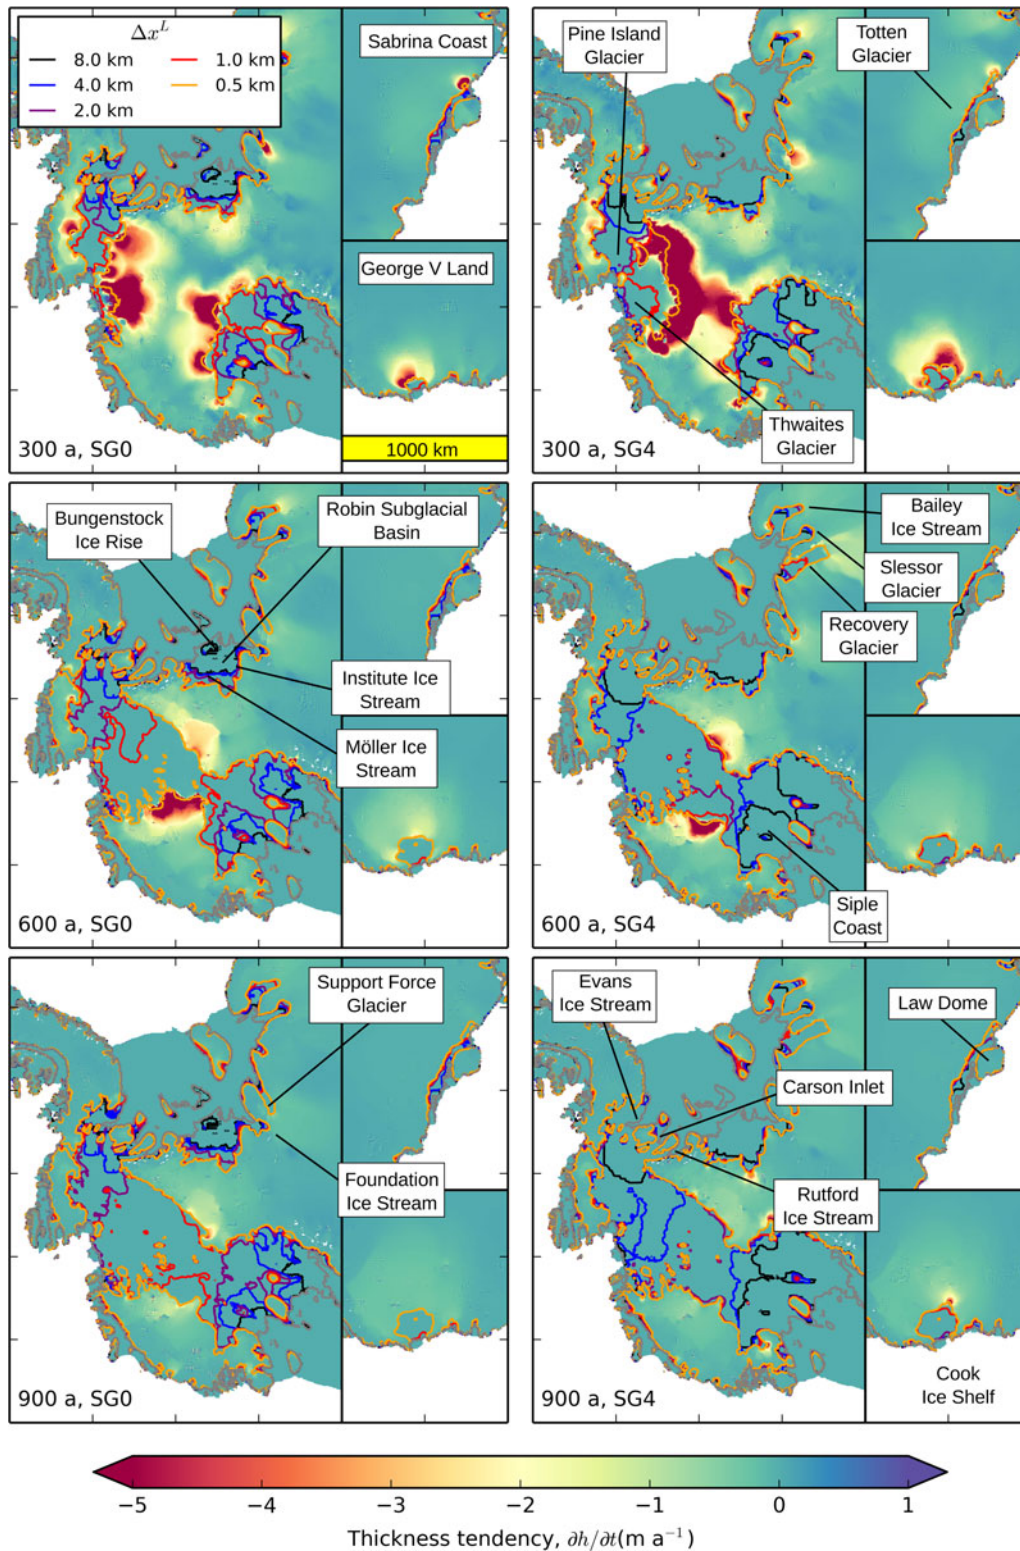 Δx^L
8.0 km
4.0 km
2.0 km
1.0 km
0.5 km
Sabrina Coast
George V Land
1000 km
300 a, SG0
Pine Island
Glacier
Totten
Glacier
Thwaites
Glacier
300 a, SG4
Bungenstock
Ice Rise
Robin Subglacial
Basin
Institute Ice
Stream
Möller Ice
Stream
600 a, SG0
Bailey
Ice Stream
Slessor
Glacier
Recovery
Glacier
Siple
Coast
600 a, SG4
Support Force
Glacier
Foundation
Ice Stream
900 a, SG0
Evans
Ice Stream
Law Dome
Carson Inlet
Rutford
Ice Stream
Cook
Ice Shelf
900 a, SG4
−5 −4 −3 −2 −1 0 1
Thickness tendency, ∂h/∂t(m a⁻¹)